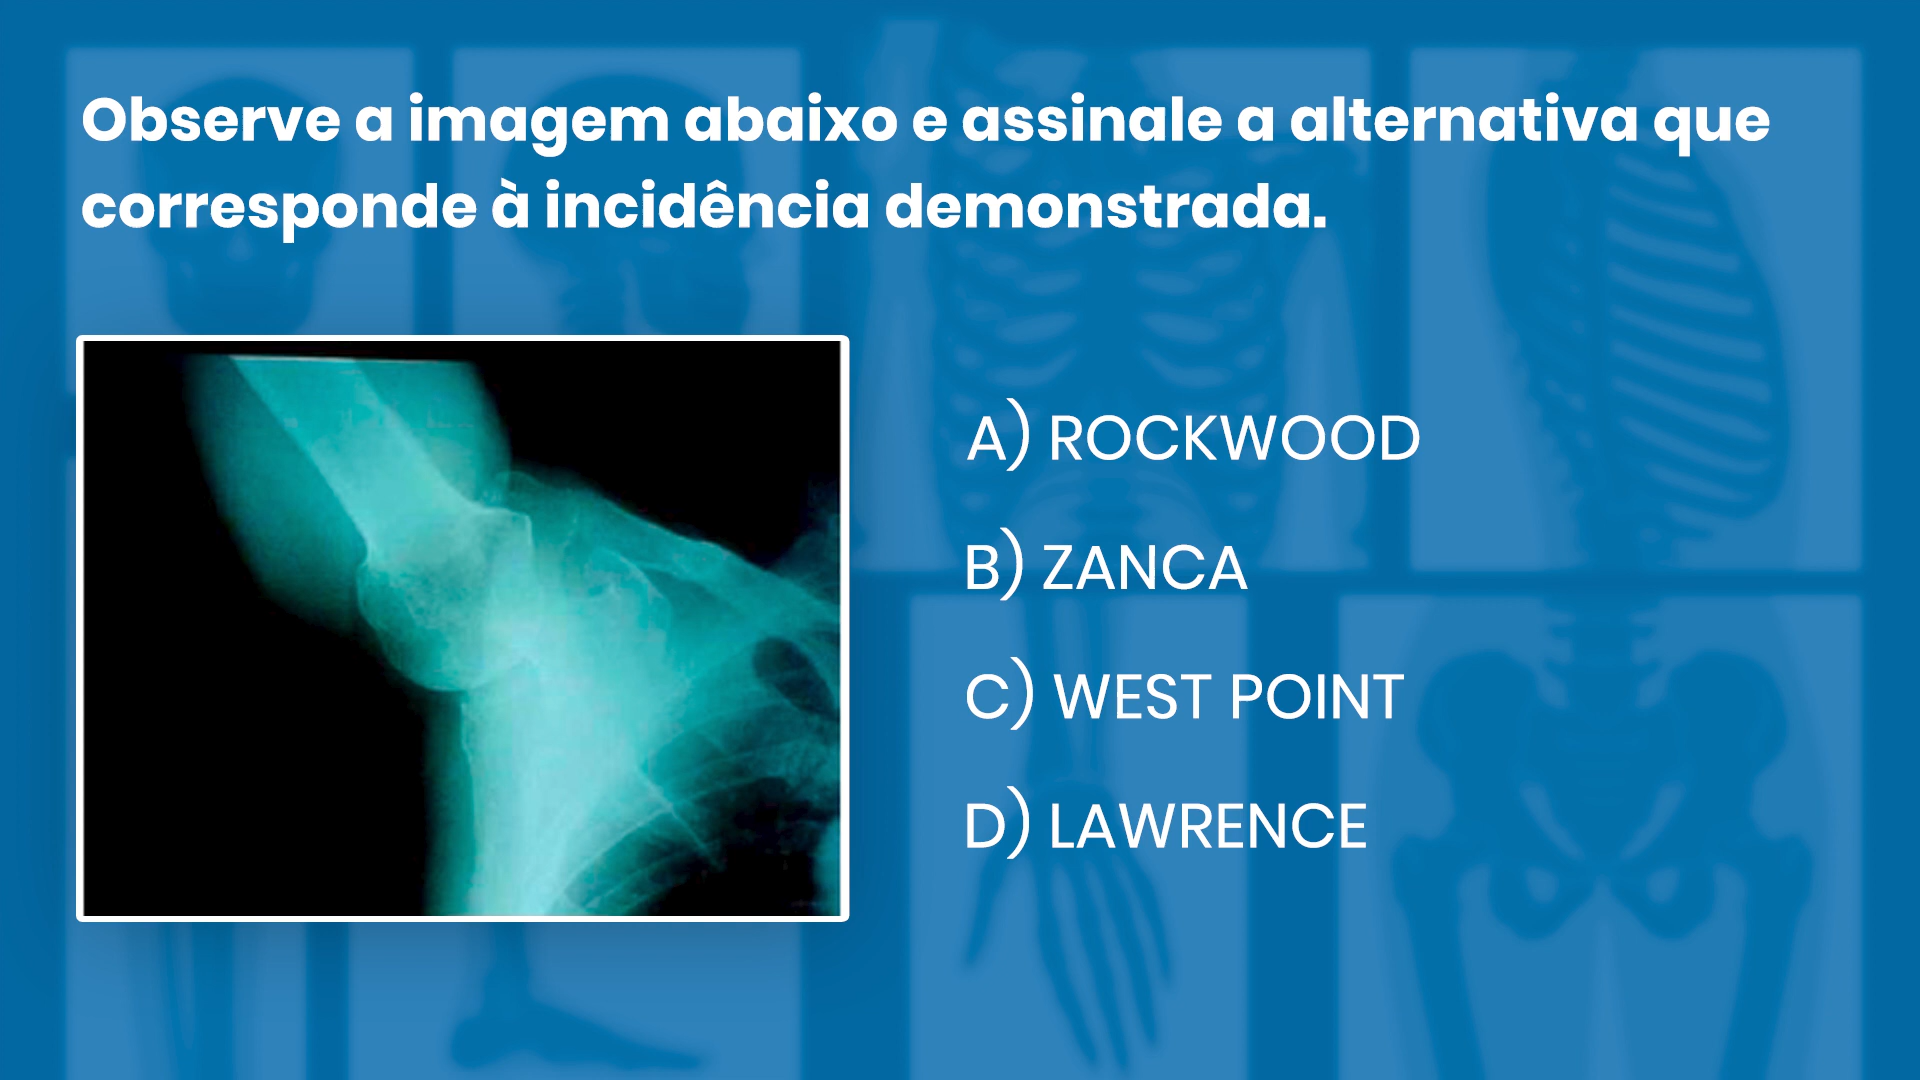 Observe a imagem abaixo e assinale a alternativa que
corresponde à incidência demonstrada.
A) ROCKWOOD
B) ZANCA
C) WEST POINT
D) LAWRENCE